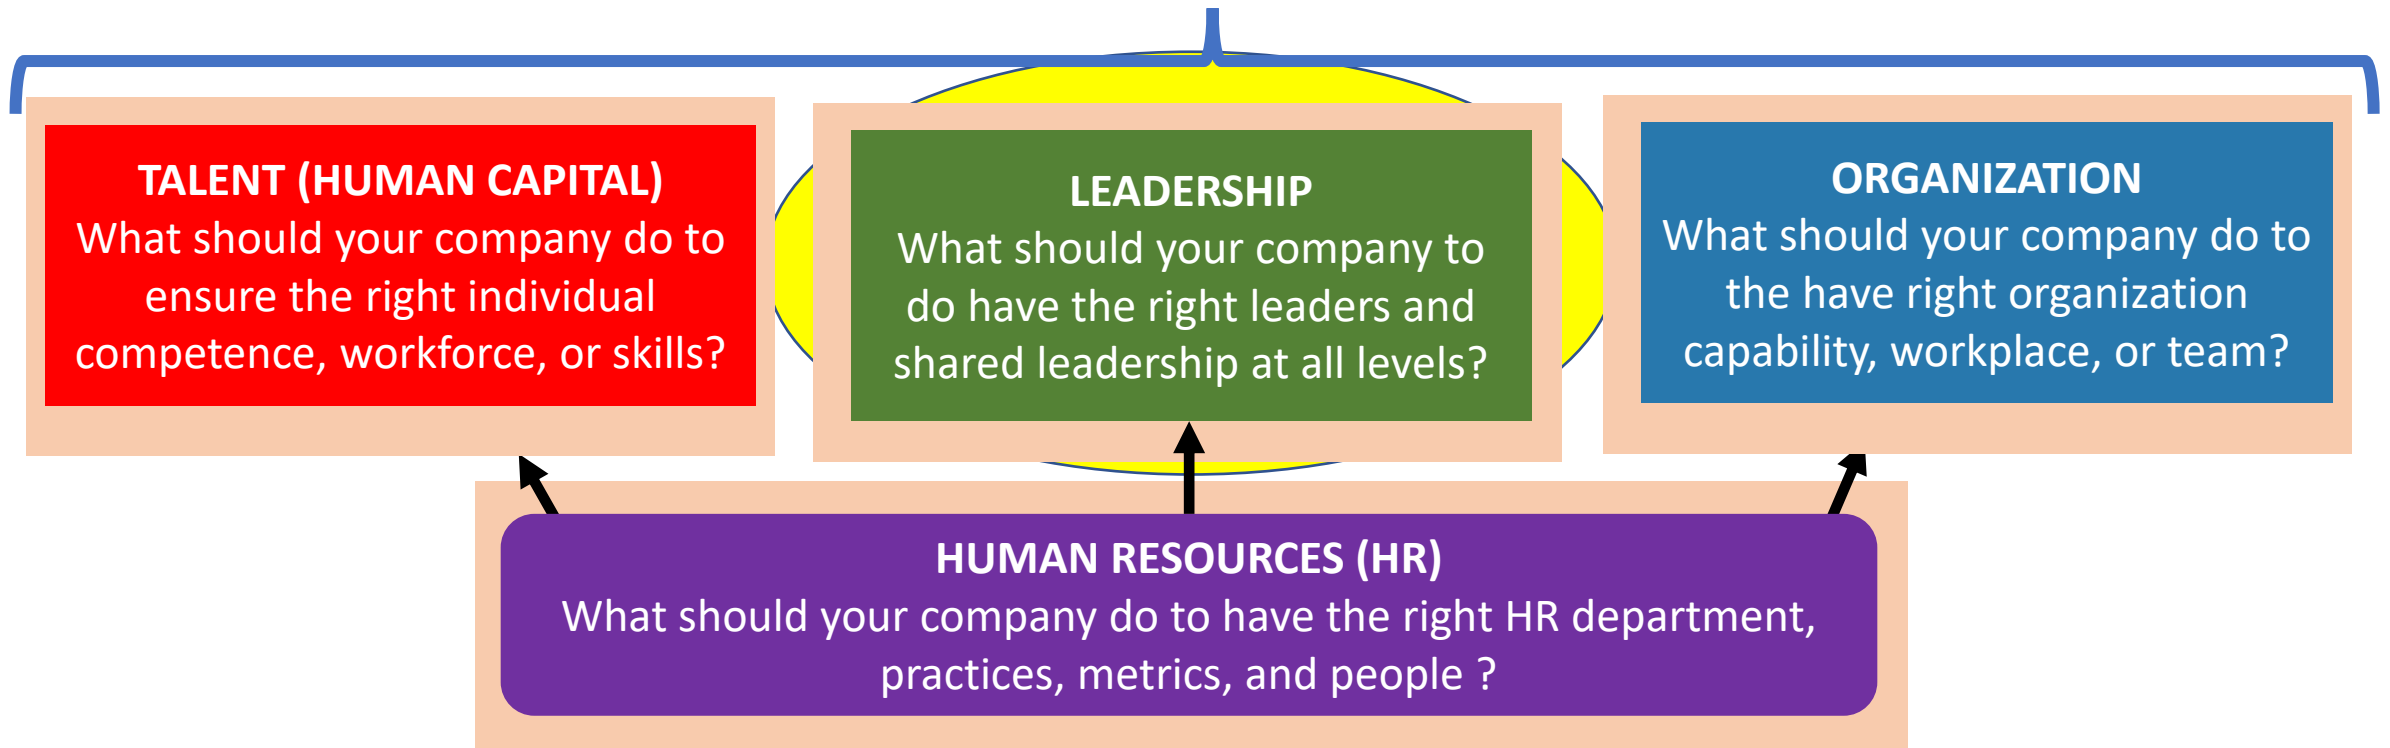 TALENT (HUMAN CAPITAL)
What should your company do to
ensure the right individual
competence, workforce, or skills?
LEADERSHIP
What should your company to
do have the right leaders and
shared leadership at all levels?
ORGANIZATION
What should your company do to
the have right organization
capability, workplace, or team?
HUMAN RESOURCES (HR)
What should your company do to have the right HR department,
practices, metrics, and people ?